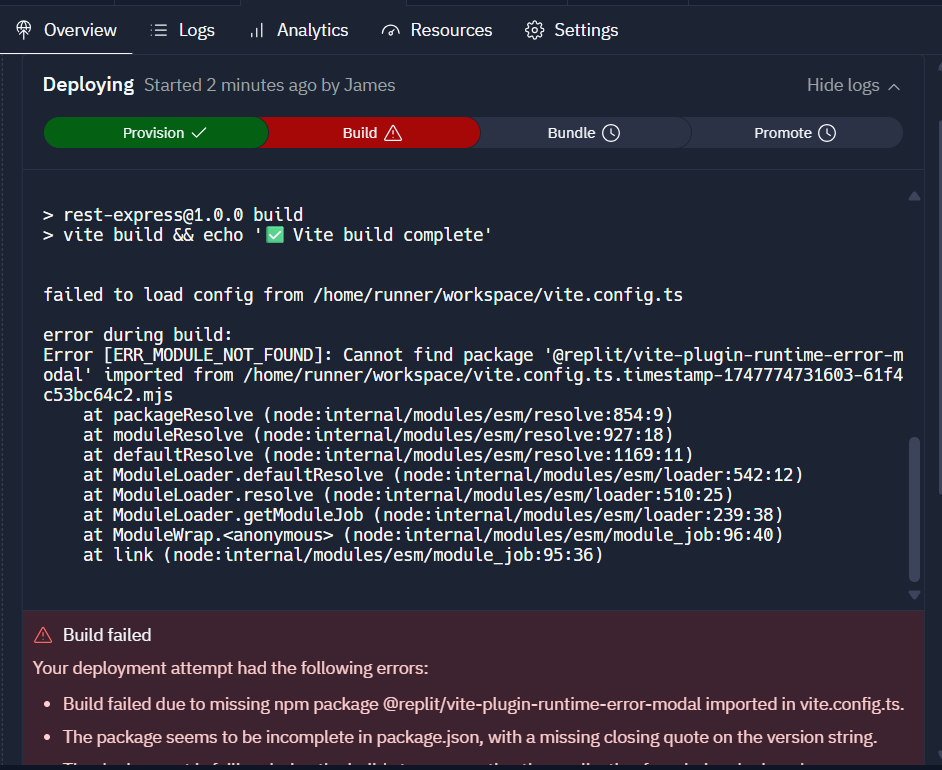 Overview Logs Analytics Resources Settings
Deploying Started 2 minutes ago by James Hide logs
Provision Build Bundle Promote
> rest-express@1.0.0 build
> vite build && echo '✅ Vite build complete'
failed to load config from /home/runner/workspace/vite.config.ts
error during build:
Error [ERR_MODULE_NOT_FOUND]: Cannot find package '@replit/vite-plugin-runtime-error-m
odal' imported from /home/runner/workspace/vite.config.ts.timestamp-1747774731603-61f4
c53bc64c2.mjs
at packageResolve (node:internal/modules/esm/resolve:854:9)
at moduleResolve (node:internal/modules/esm/resolve:927:18)
at defaultResolve (node:internal/modules/esm/resolve:1169:11)
at ModuleLoader.defaultResolve (node:internal/modules/esm/loader:542:12)
at ModuleLoader.resolve (node:internal/modules/esm/loader:510:25)
at ModuleLoader.getModuleJob (node:internal/modules/esm/loader:239:38)
at ModuleWrap.<anonymous> (node:internal/modules/esm/module_job:96:40)
at link (node:internal/modules/esm/module_job:95:36)
Build failed
Your deployment attempt had the following errors:
• Build failed due to missing npm package @replit/vite-plugin-runtime-error-modal imported in vite.config.ts.
• The package seems to be incomplete in package.json, with a missing closing quote on the version string.